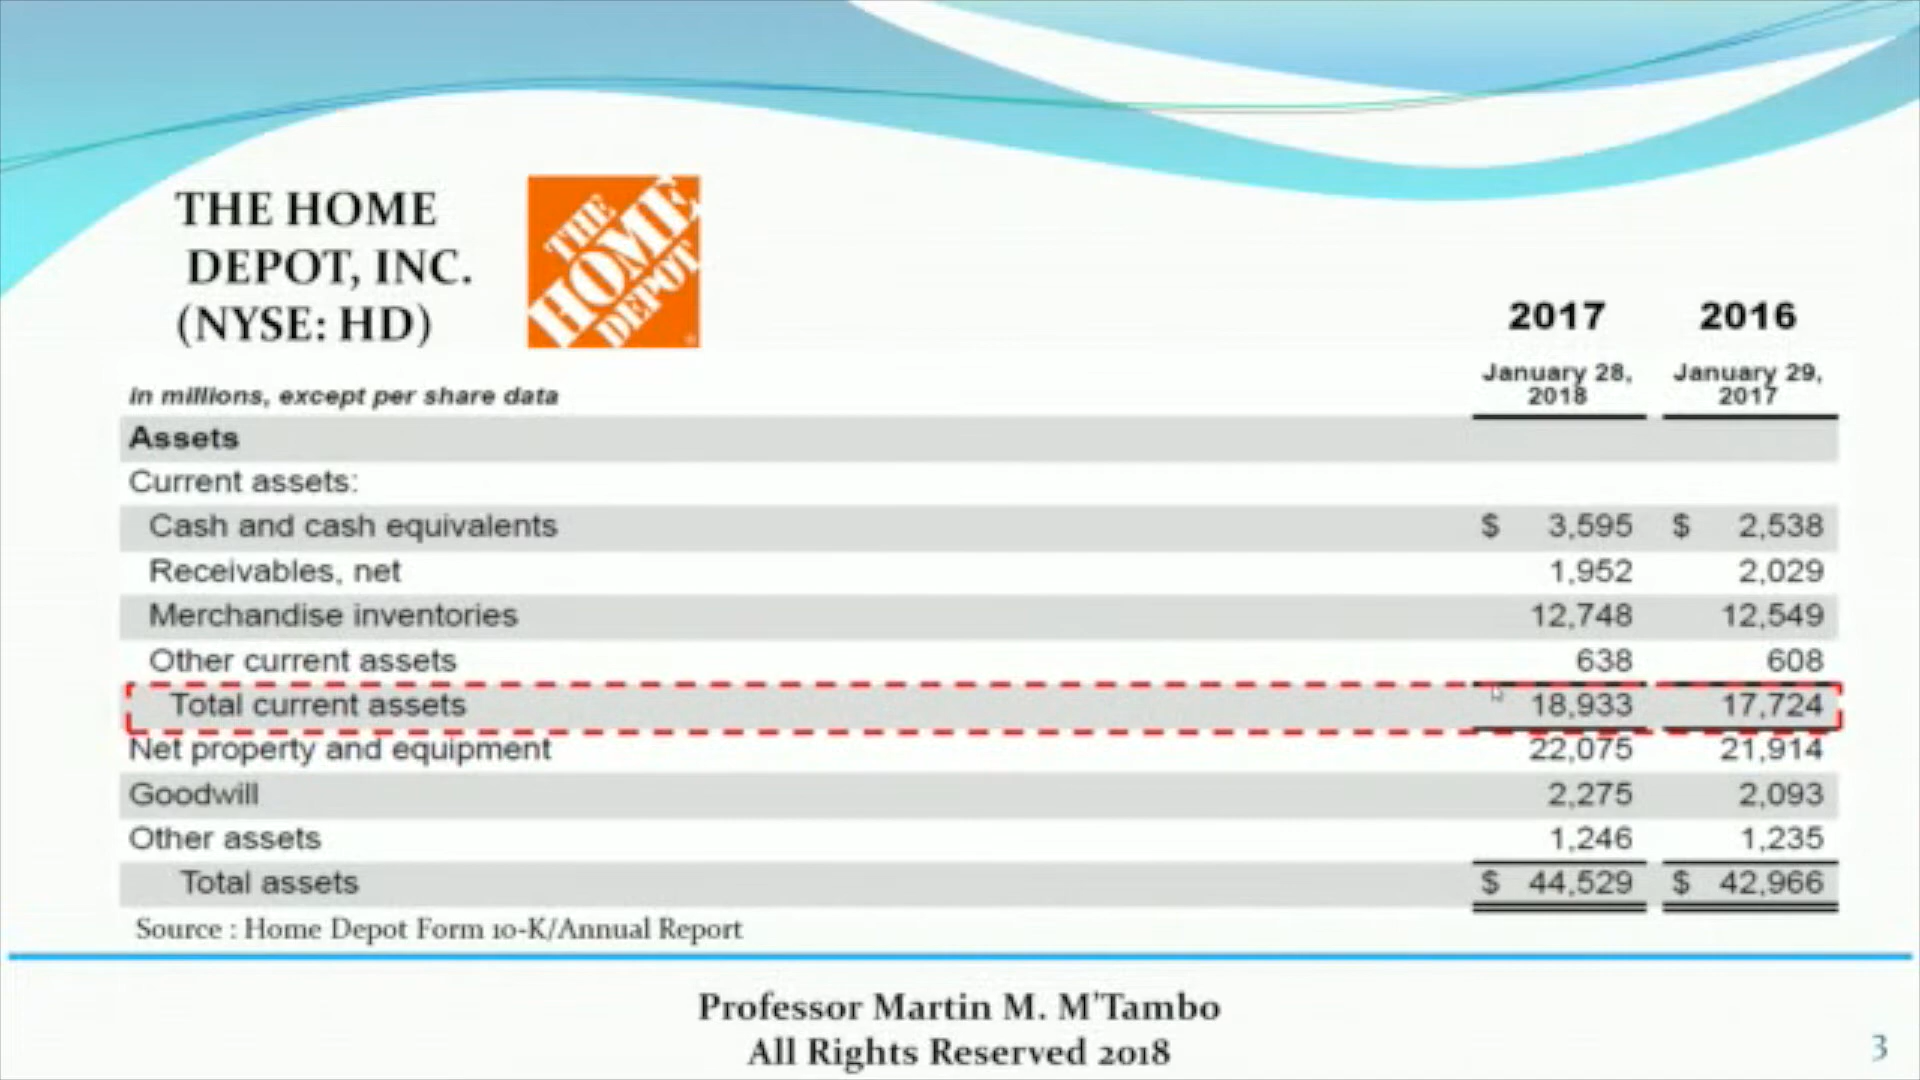 THE HOME
DEPOT, INC.
(NYSE: HD)
THE
HOME
DEPOT
2017 2016
In millions, except per share data January 28, 2018 January 29, 2017
Assets
Current assets:
Cash and cash equivalents $ 3,595 $ 2,538
Receivables, net 1,952 2,029
Merchandise inventories 12,748 12,549
Other current assets 638 608
Total current assets 18,933 17,724
Net property and equipment 22,075 21,914
Goodwill 2,275 2,093
Other assets 1,246 1,235
Total assets $ 44,529 $ 42,966
Source : Home Depot Form 10-K/Annual Report
Professor Martin M. M'Tambo
All Rights Reserved 2018
3